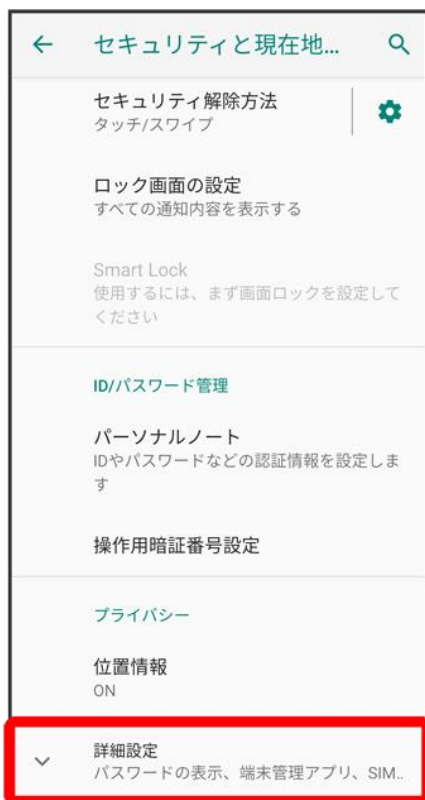 セキュリティと現在地...
セキュリティ解除方法
タッチ/スワイプ
ロック画面の設定
すべての通知内容を表示する
Smart Lock
使用するには、まず画面ロックを設定して
ください
ID/パスワード管理
パーソナルノート
IDやパスワードなどの認証情報を設定しま
す
操作用暗証番号設定
プライバシー
位置情報
ON
詳細設定
パスワードの表示、端末管理アプリ、SIM..